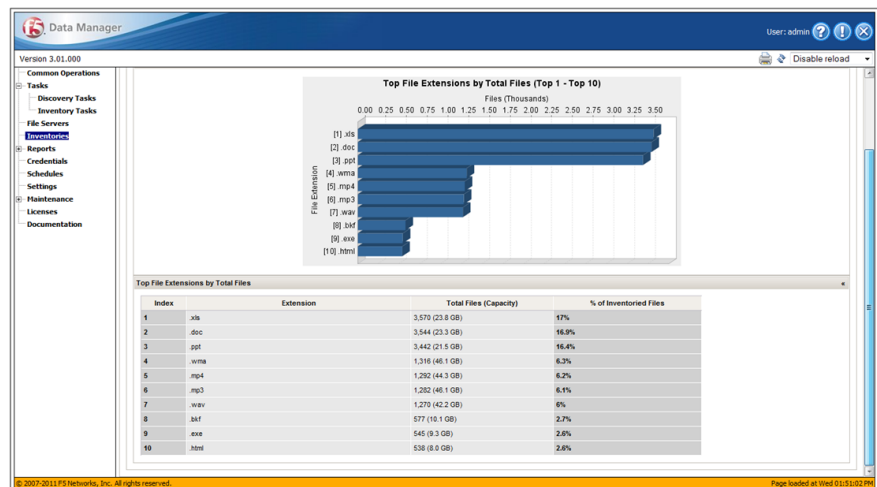 f5 Data Manager
User: admin ? !
Version 3.01.000
Disable reload
Common Operations
Tasks
Discovery Tasks
Inventory Tasks
File Servers
Inventories
Reports
Credentials
Schedules
Settings
Maintenance
Licenses
Documentation
Top File Extensions by Total Files (Top 1 - Top 10)
Files (Thousands)
0.00 0.25 0.50 0.75 1.00 1.25 1.50 1.75 2.00 2.25 2.50 2.75 3.00 3.25 3.50
File Extension
[1] .xls
[2] .doc
[3] .ppt
[4] .wma
[5] .mp4
[6] .mp3
[7] .wav
[8] .bkf
[9] .exe
[10] .html
Top File Extensions by Total Files
Index Extension Total Files (Capacity) % of Inventoried Files
1 .xls 3,570 (23.8 GB) 17%
2 .doc 3,544 (23.3 GB) 16.9%
3 .ppt 3,442 (21.5 GB) 16.4%
4 .wma 1,316 (46.1 GB) 6.3%
5 .mp4 1,292 (44.3 GB) 6.2%
6 .mp3 1,282 (46.1 GB) 6.1%
7 .wav 1,270 (42.2 GB) 6%
8 .bkf 577 (10.1 GB) 2.7%
9 .exe 545 (9.3 GB) 2.6%
10 .html 538 (8.0 GB) 2.6%
© 2007-2011 F5 Networks, Inc. All rights reserved.
Page loaded at Wed 01:51:02 PM